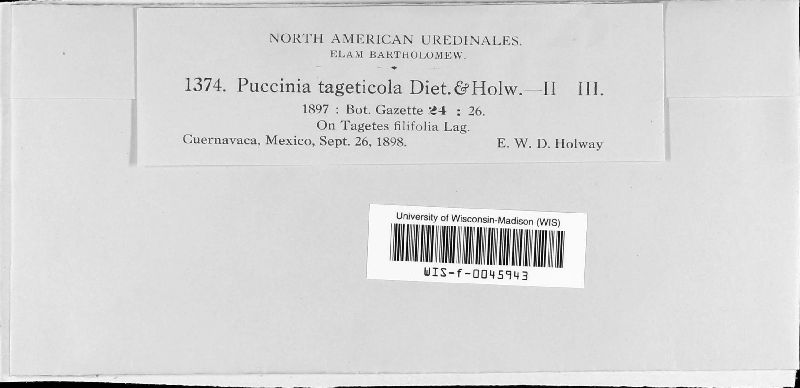 NORTH AMERICAN UREDINALES.
ELAM BARTHOLOMEW.
1374. Puccinia tageticola Diet. & Holw.—II III.
1897 : Bot. Gazette 24 : 26.
On Tagetes filifolia Lag.
Cuernavaca, Mexico, Sept. 26, 1898. E. W. D. Holway
University of Wisconsin-Madison (WIS)
WIS-f-0045943